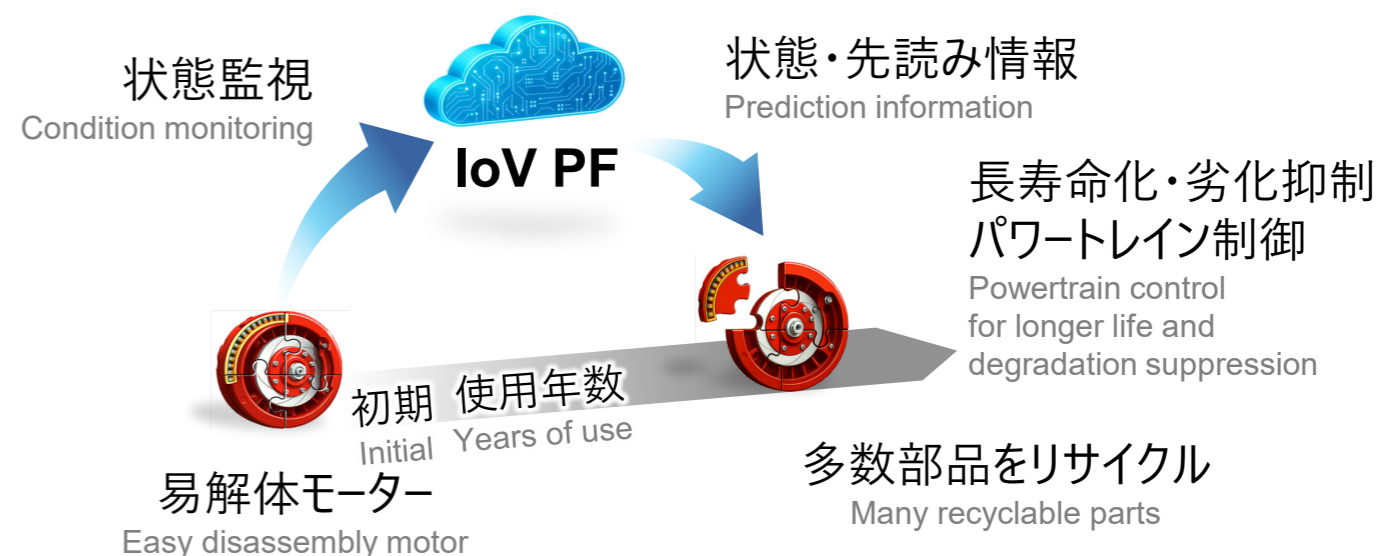 状態監視
Condition monitoring
IoV PF
状態・先読み情報
Prediction information
長寿命化・劣化抑制
パワートレイン制御
Powertrain control
for longer life and
degradation suppression
初期 使用年数
Initial Years of use
易解体モーター
Easy disassembly motor
多数部品をリサイクル
Many recyclable parts